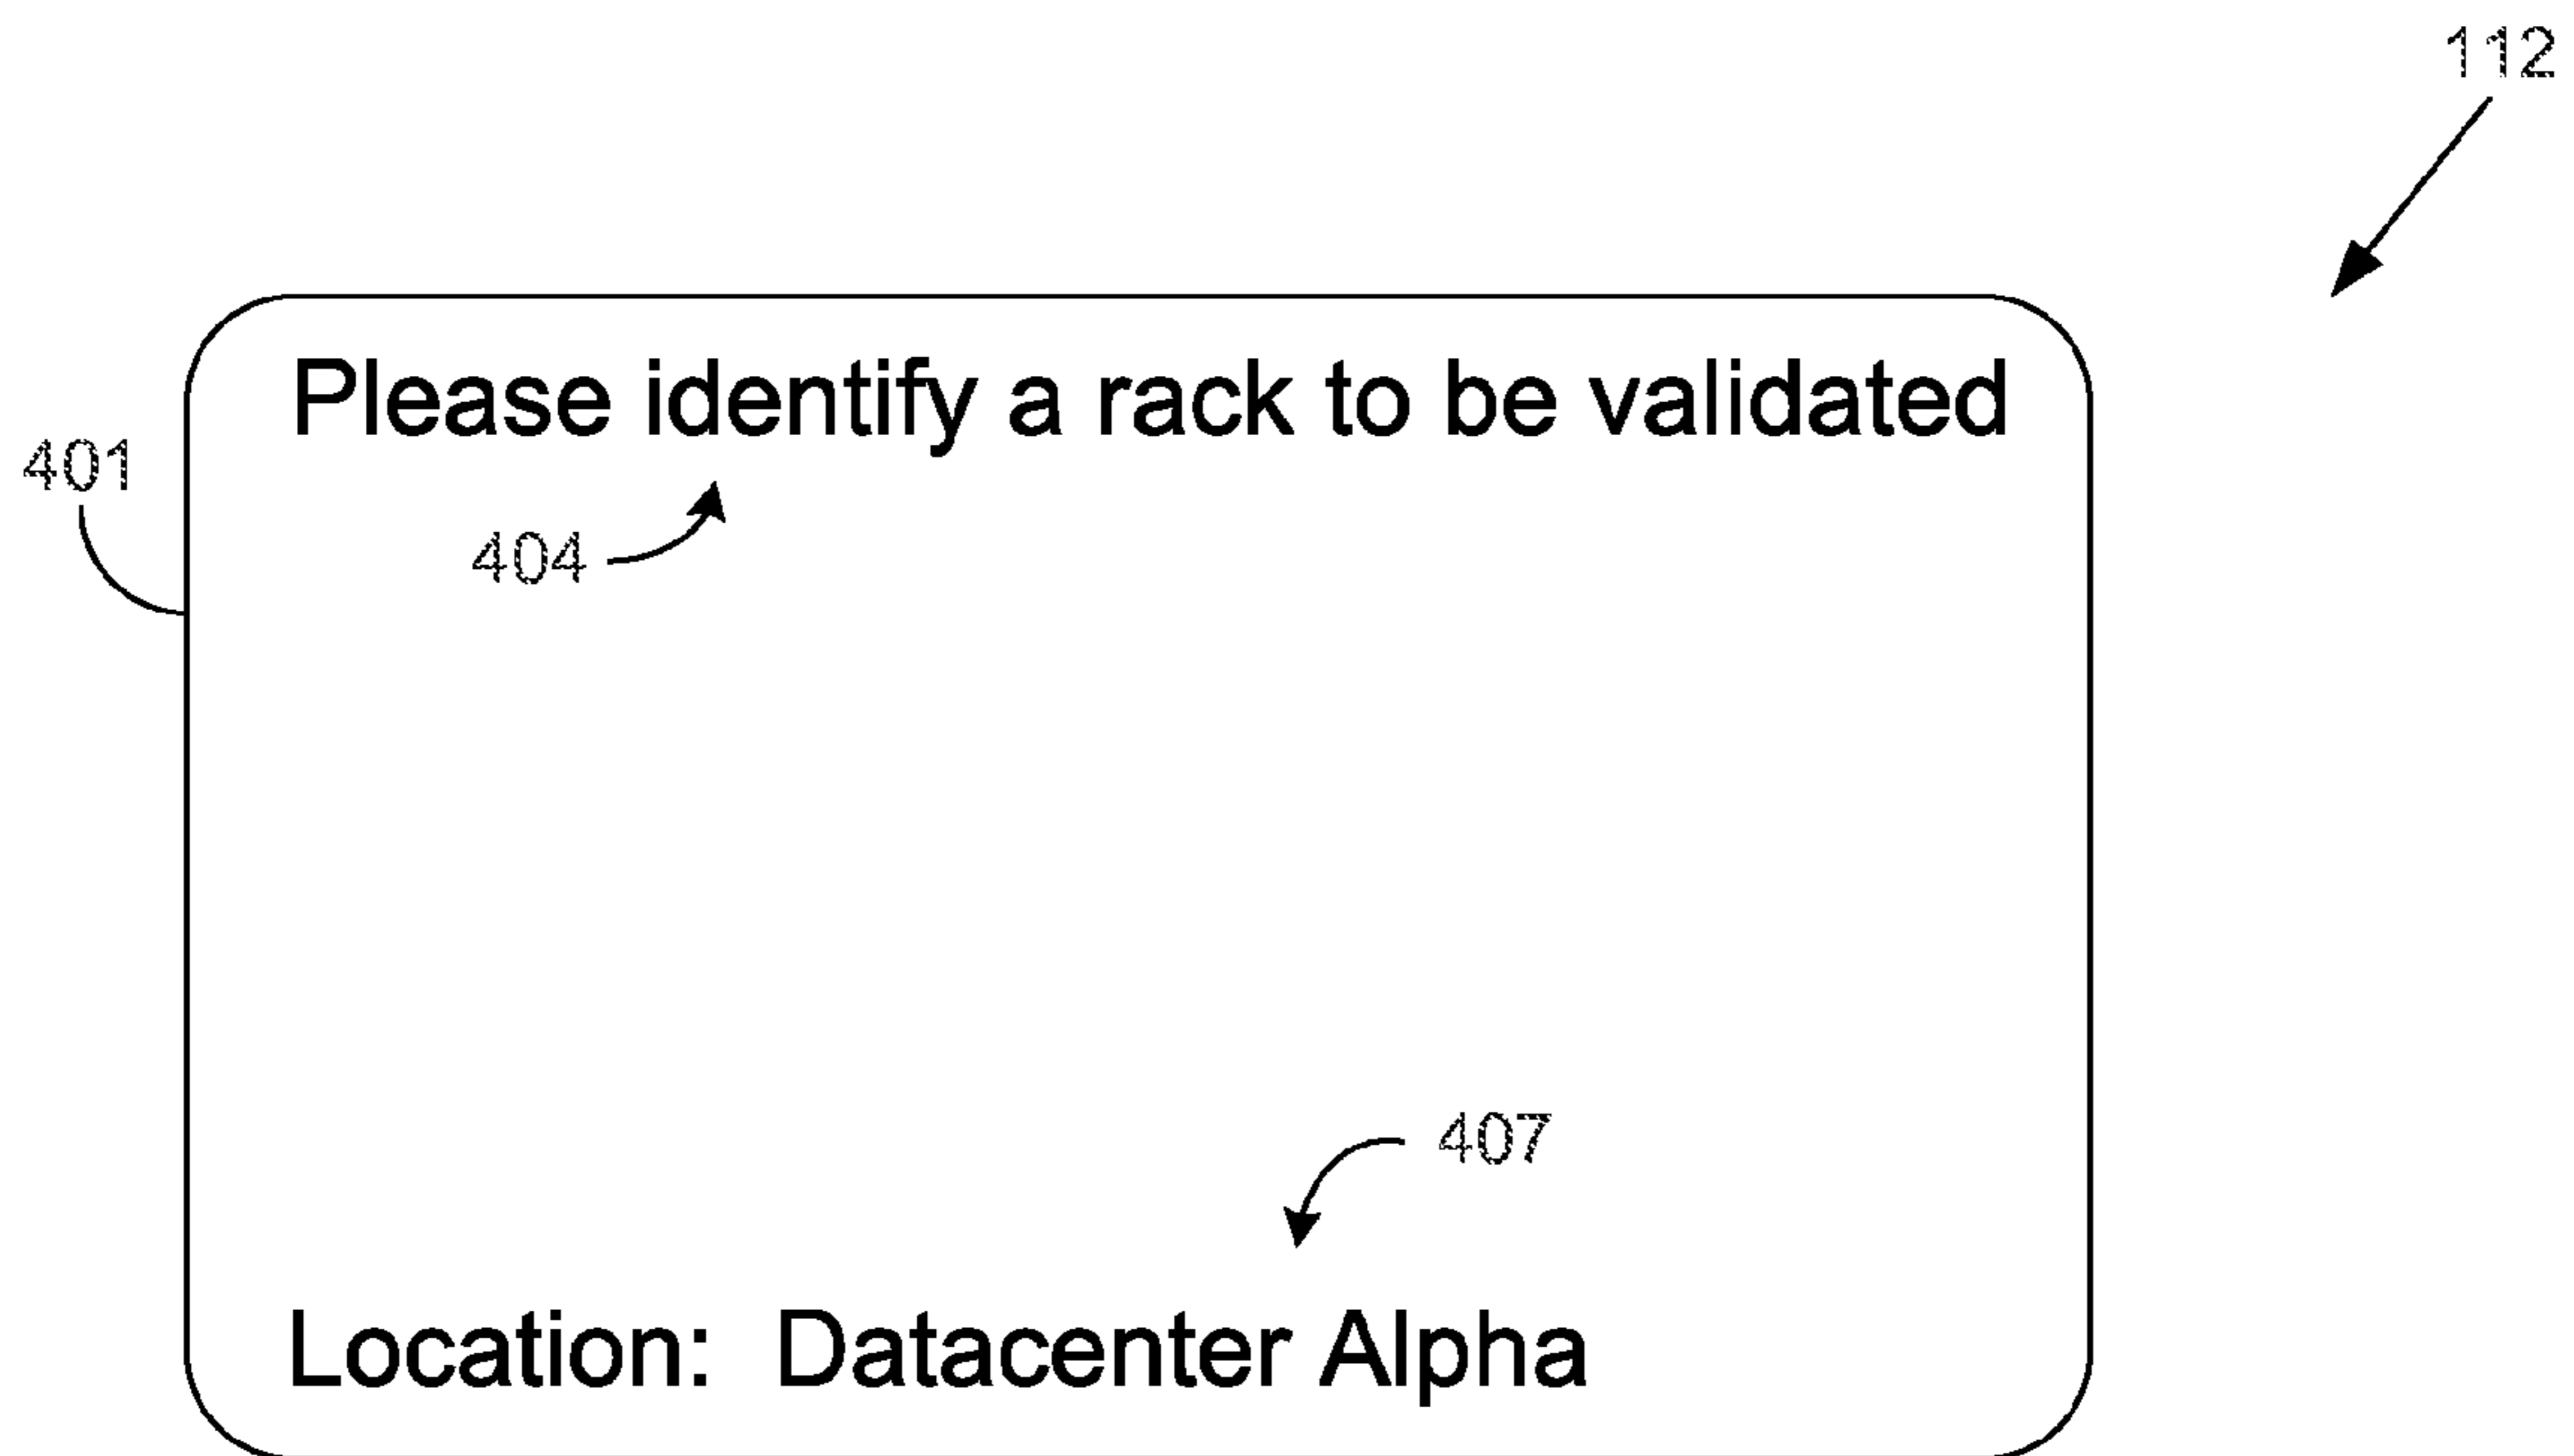 112
Please identify a rack to be validated
401
404
407
Location: Datacenter Alpha